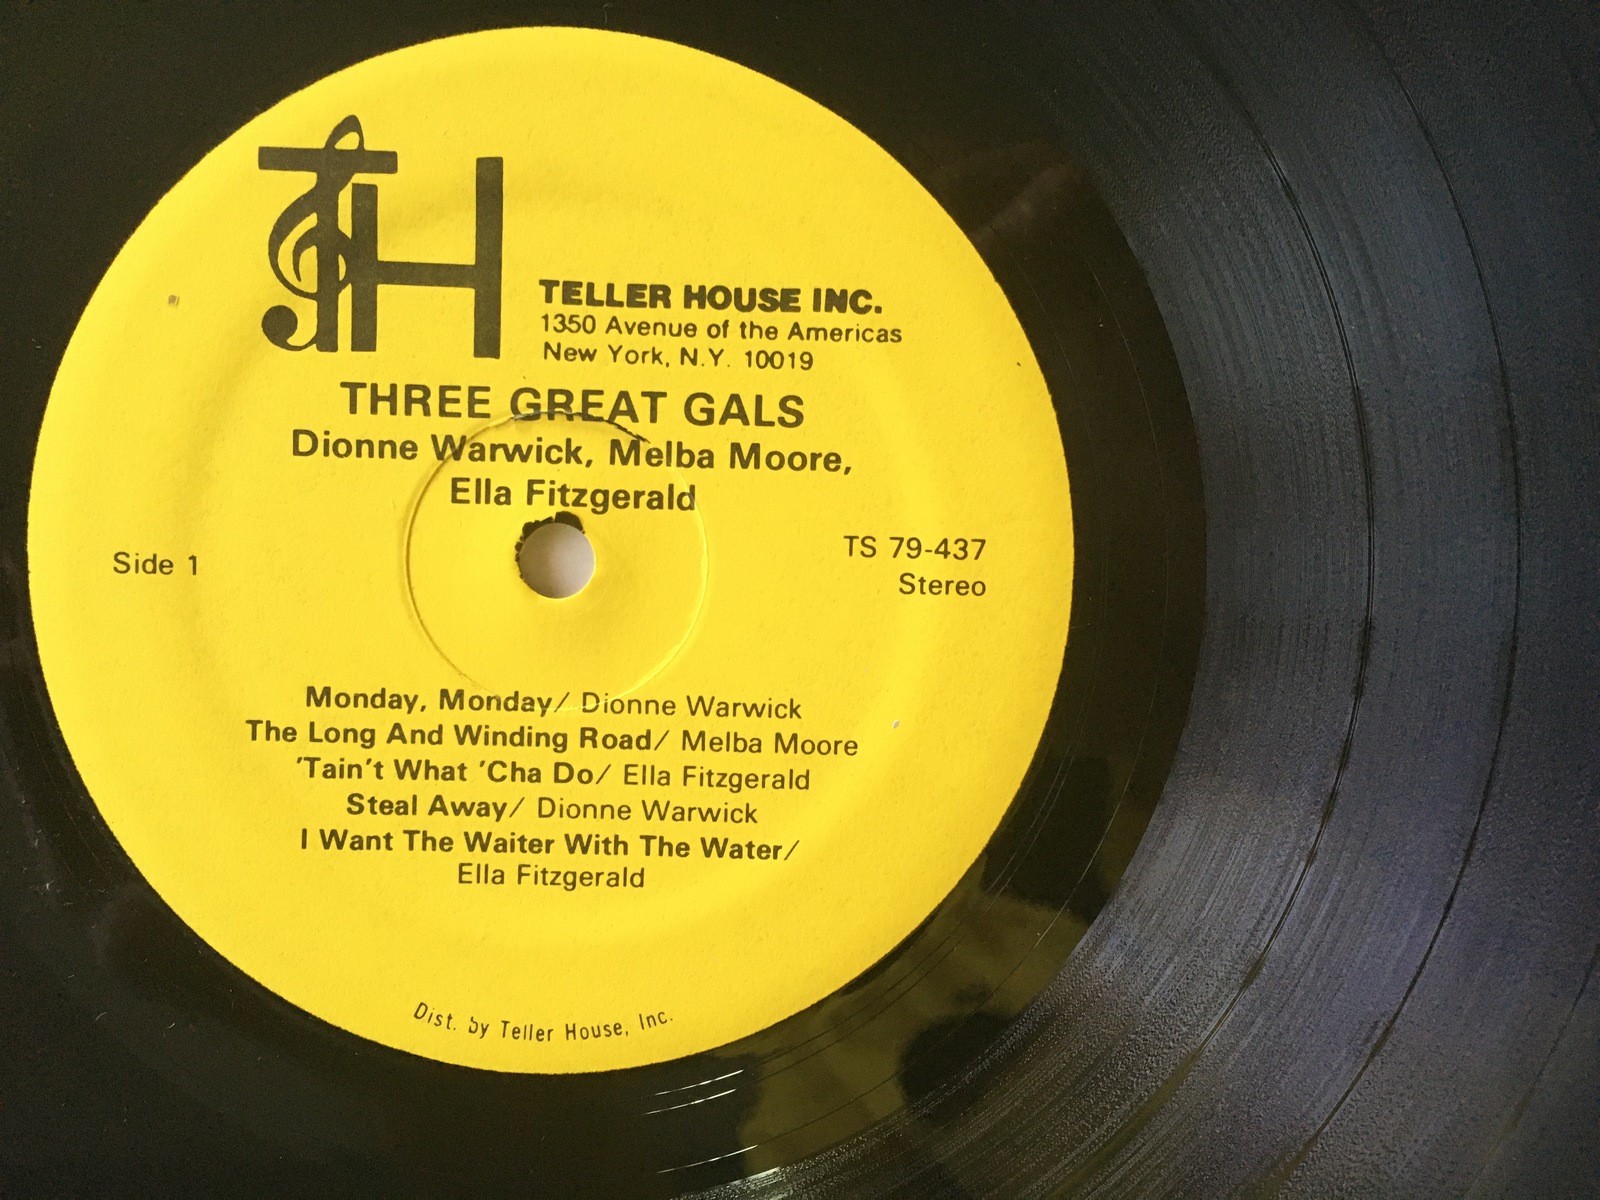 TH
TELLER HOUSE INC.
1350 Avenue of the Americas
New York, N.Y. 10019
THREE GREAT GALS
Dionne Warwick, Melba Moore,
Ella Fitzgerald
Side 1
TS 79-437
Stereo
Monday, Monday/ Dionne Warwick
The Long And Winding Road/ Melba Moore
'Tain't What 'Cha Do/ Ella Fitzgerald
Steal Away/ Dionne Warwick
I Want The Waiter With The Water/
Ella Fitzgerald
Dist. by Teller House, Inc.